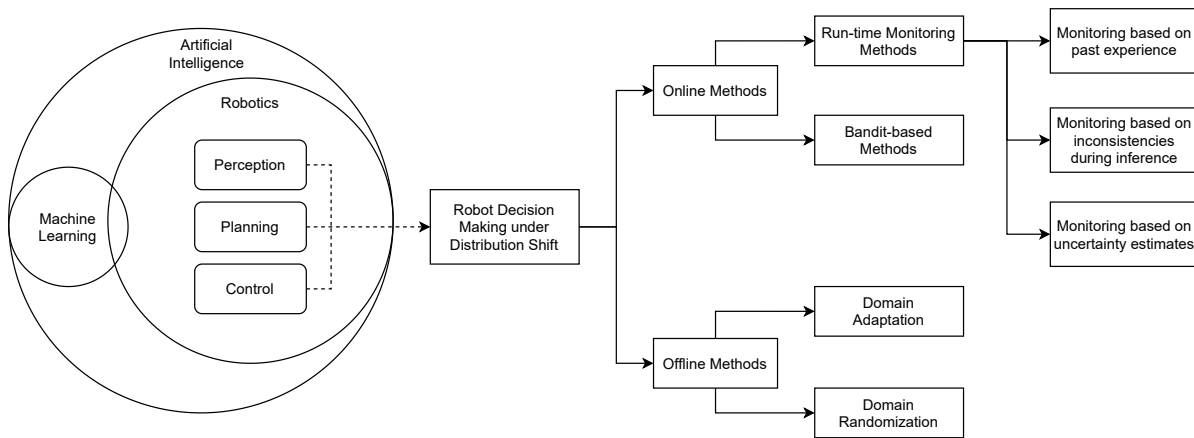 Artificial
Intelligence
Robotics
Perception
Planning
Control
Machine
Learning
Robot Decision
Making under
Distribution Shift
Online Methods
Run-time Monitoring
Methods
Bandit-based
Methods
Monitoring based on
past experience
Monitoring based on
inconsistencies
during inference
Monitoring based on
uncertainty estimates
Offline Methods
Domain
Adaptation
Domain
Randomization